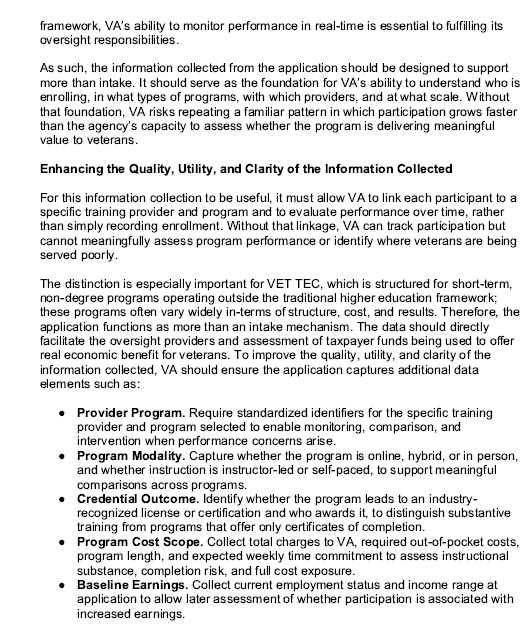 framework, VA's ability to monitor performance in real-time is essential to fulfilling its
oversight responsibilities.
As such, the information collected from the application should be designed to support
more than intake. It should serve as the foundation for VA's ability to understand who is
enrolling, in what types of programs, with which providers, and at what scale. Without
that foundation, VA risks repeating a familiar pattern in which participation grows faster
than the agency's capacity to assess whether the program is delivering meaningful
value to veterans.
Enhancing the Quality, Utility, and Clarity of the Information Collected
For this information collection to be useful, it must allow VA to link each participant to a
specific training provider and program and to evaluate performance over time, rather
than simply recording enrollment. Without that linkage, VA can track participation but
cannot meaningfully assess program performance or identify where veterans are being
served poorly.
The distinction is especially important for VET TEC, which is structured for short-term,
non-degree programs operating outside the traditional higher education framework;
these programs often vary widely in-terms of structure, cost, and results. Therefore, the
application functions as more than an intake mechanism. The data should directly
facilitate the oversight providers and assessment of taxpayer funds being used to offer
real economic benefit for veterans. To improve the quality, utility, and clarity of the
information collected, VA should ensure the application captures additional data
elements such as:
● Provider Program. Require standardized identifiers for the specific training
provider and program selected to enable monitoring, comparison, and
intervention when performance concerns arise.
● Program Modality. Capture whether the program is online, hybrid, or in person,
and whether instruction is instructor-led or self-paced, to support meaningful
comparisons across programs.
● Credential Outcome. Identify whether the program leads to an industry-
recognized license or certification and who awards it, to distinguish substantive
training from programs that offer only certificates of completion.
● Program Cost Scope. Collect total charges to VA, required out-of-pocket costs,
program length, and expected weekly time commitment to assess instructional
substance, completion risk, and full cost exposure.
● Baseline Earnings. Collect current employment status and income range at
application to allow later assessment of whether participation is associated with
increased earnings.